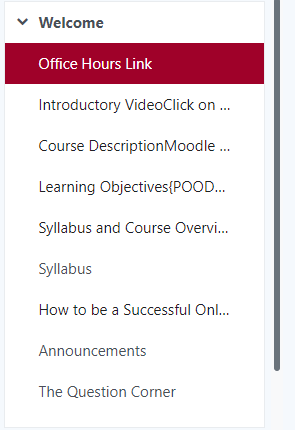 Welcome
Office Hours Link
Introductory VideoClick on ...
Course DescriptionMoodle ...
Learning Objectives{POOD...
Syllabus and Course Overvi...
Syllabus
How to be a Successful Onl...
Announcements
The Question Corner